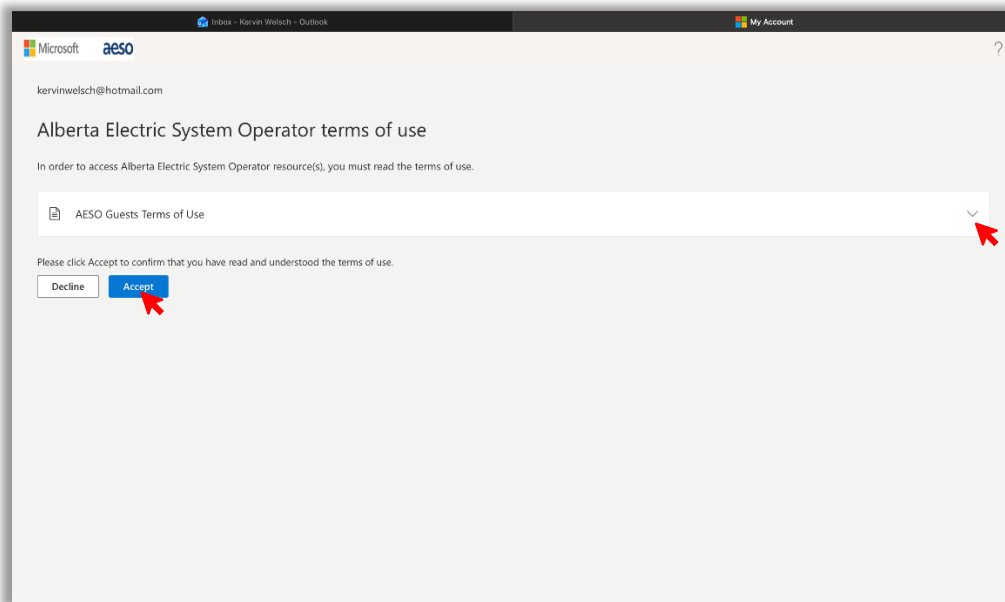 Inbox - Kervin Welsch - Outlook
My Account
Microsoft aeso
?
kervinwelsch@hotmail.com
Alberta Electric System Operator terms of use
In order to access Alberta Electric System Operator resource(s), you must read the terms of use.
AESO Guests Terms of Use
Please click Accept to confirm that you have read and understood the terms of use.
Decline Accept